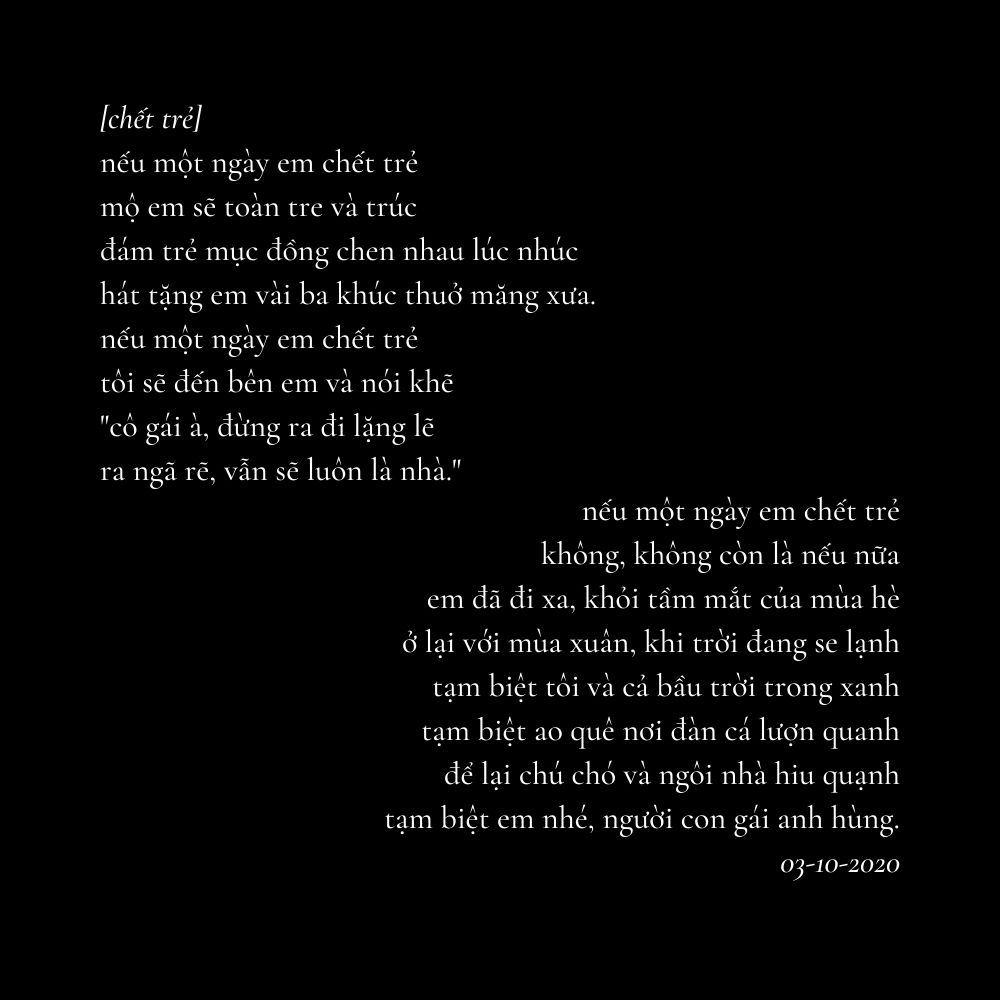 [chết trẻ]
nếu một ngày em chết trẻ
mộ em sẽ toàn tre và trúc
đám trẻ mục đồng chen nhau lúc nhúc
hát tặng em vài ba khúc thuở măng xưa.
nếu một ngày em chết trẻ
tôi sẽ đến bên em và nói khẽ
"cô gái à, đừng ra đi lặng lẽ
ra ngã rẽ, vẫn sẽ luôn là nhà."
nếu một ngày em chết trẻ
không, không còn là nếu nữa
em đã đi xa, khỏi tầm mắt của mùa hè
ở lại với mùa xuân, khi trời đang se lạnh
tạm biệt tôi và cả bầu trời trong xanh
tạm biệt ao quê nơi đàn cá lượn quanh
để lại chú chó và ngôi nhà hiu quạnh
tạm biệt em nhé, người con gái anh hùng.
03-10-2020